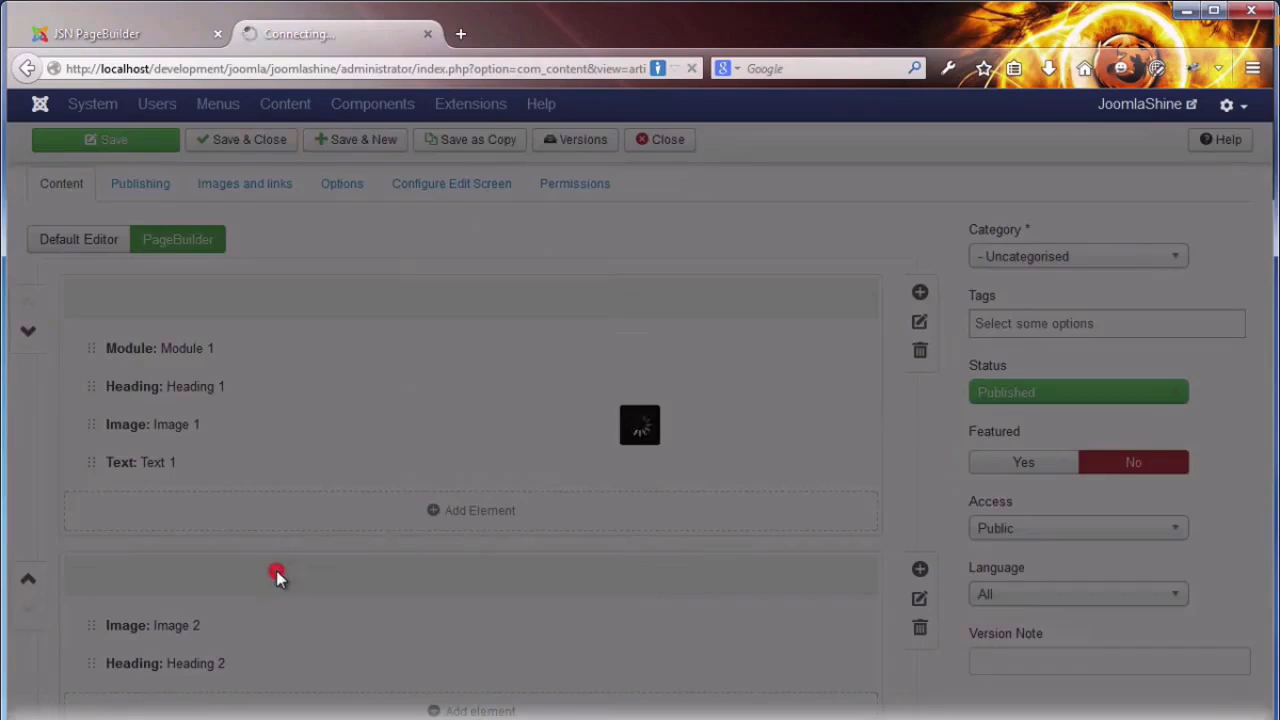 JSN PageBuilder
Connecting...
http://localhost/development/joomla/joomlashine/administrator/index.php?option=com_content&view=arti
Google
System Users Menus Content Components Extensions Help
JoomlaShine
Save
Save & Close
Save & New
Save as Copy
Versions
Close
Help
Content
Publishing
Images and links
Options
Configure Edit Screen
Permissions
Default Editor
PageBuilder
Module: Module 1
Heading: Heading 1
Image: Image 1
Text: Text 1
Add Element
Image: Image 2
Heading: Heading 2
Add element
Category *
- Uncategorised
Tags
Select some options
Status
Published
Featured
Yes
No
Access
Public
Language
All
Version Note